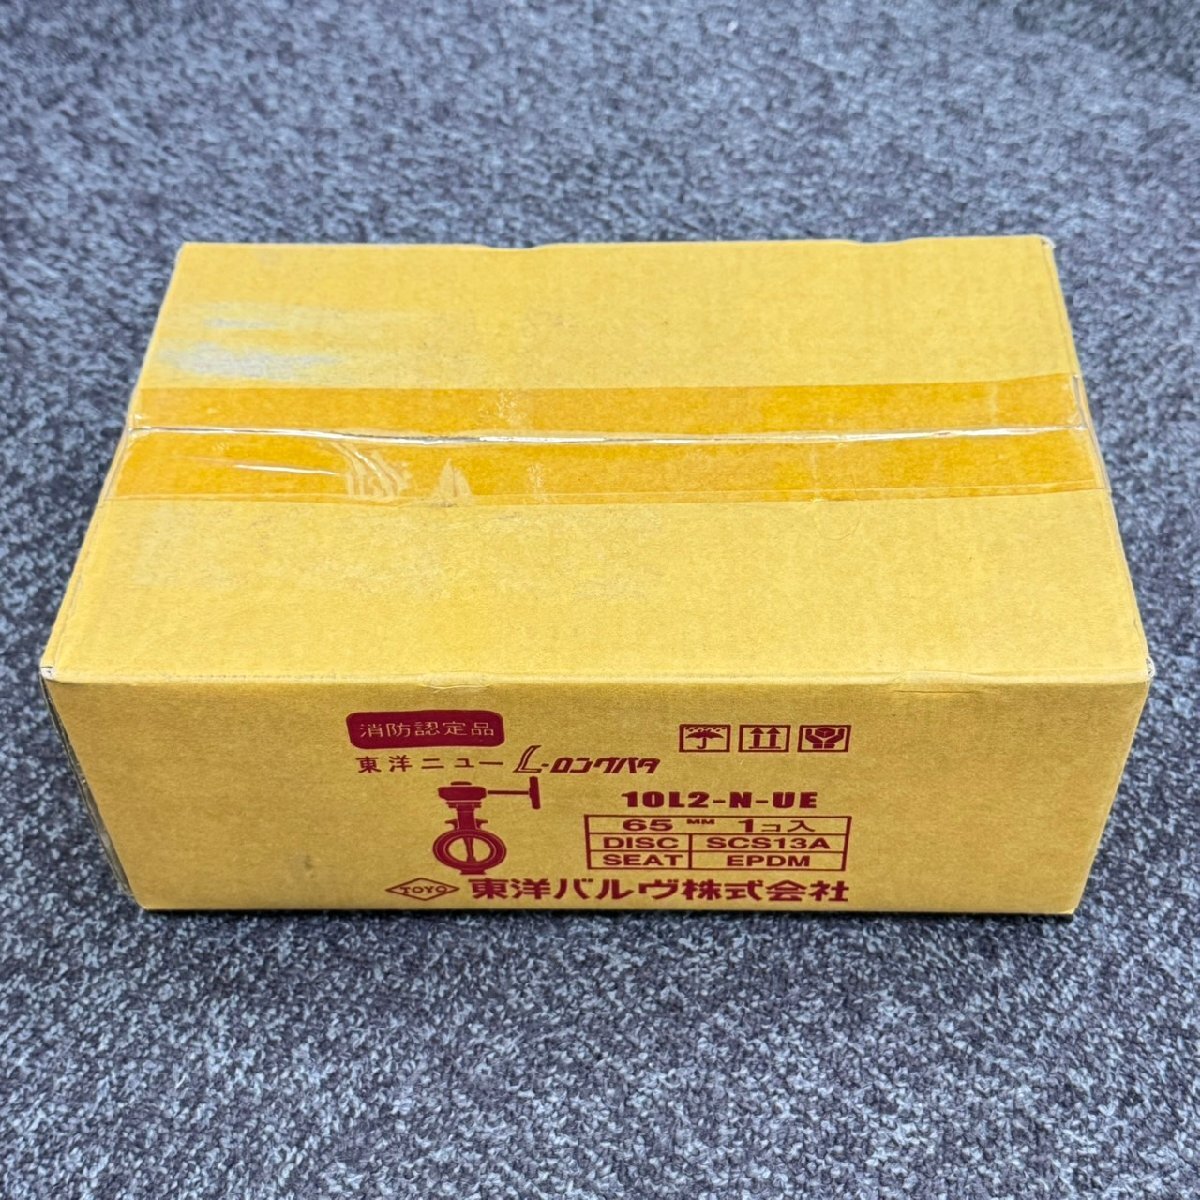 消防認定品
東洋ニューL-ロングバタ
10L2-N-UE
65 MM 1コ入
DISC SCS13A
SEAT EPDM
TOYO 東洋バルヴ株式会社